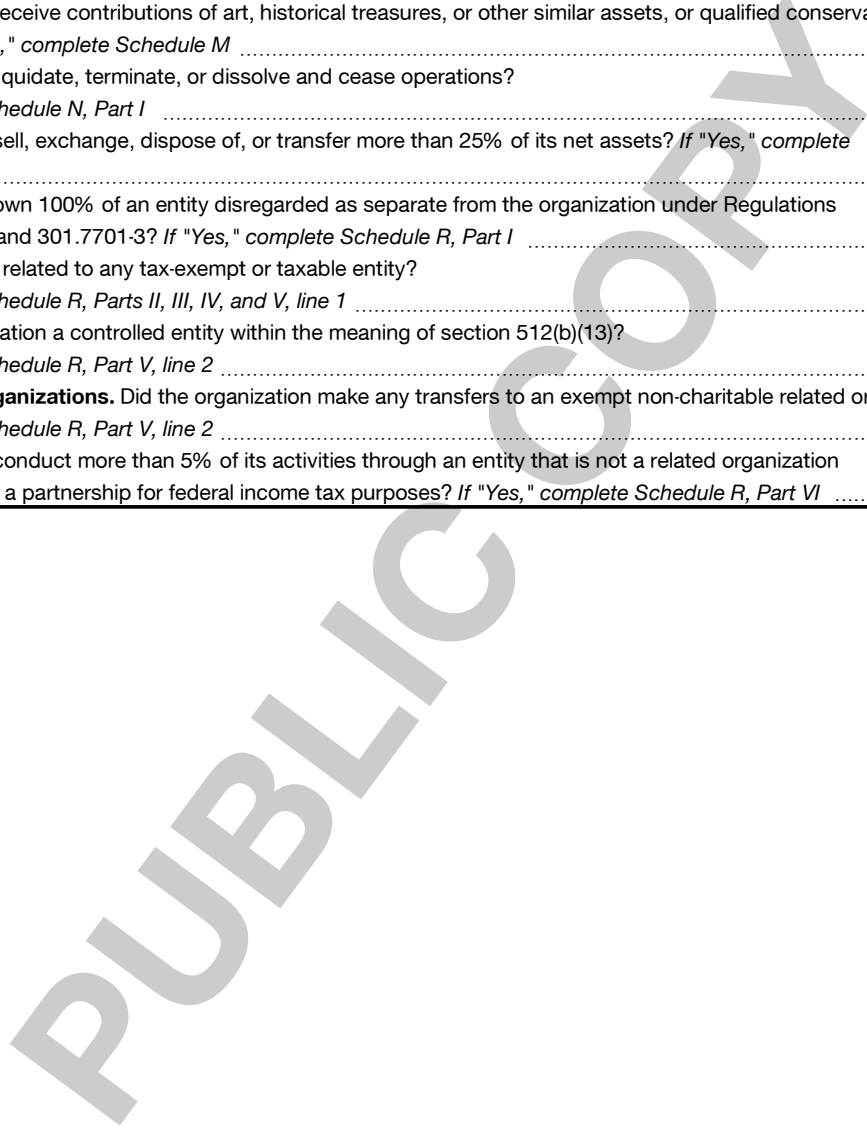 eceive contributions of art, historical treasures, or other similar assets, or qualified conserva
," complete Schedule M
quidate, terminate, or dissolve and cease operations?
hedule N, Part I
sell, exchange, dispose of, or transfer more than 25% of its net assets? If "Yes," complete
own 100% of an entity disregarded as separate from the organization under Regulations
and 301.7701-3? If "Yes," complete Schedule R, Part I
related to any tax-exempt or taxable entity?
hedule R, Parts II, III, IV, and V, line 1
ation a controlled entity within the meaning of section 512(b)(13)?
hedule R, Part V, line 2
ganizations. Did the organization make any transfers to an exempt non-charitable related or
hedule R, Part V, line 2
conduct more than 5% of its activities through an entity that is not a related organization
a partnership for federal income tax purposes? If "Yes," complete Schedule R, Part VI
PUBLIC COPY